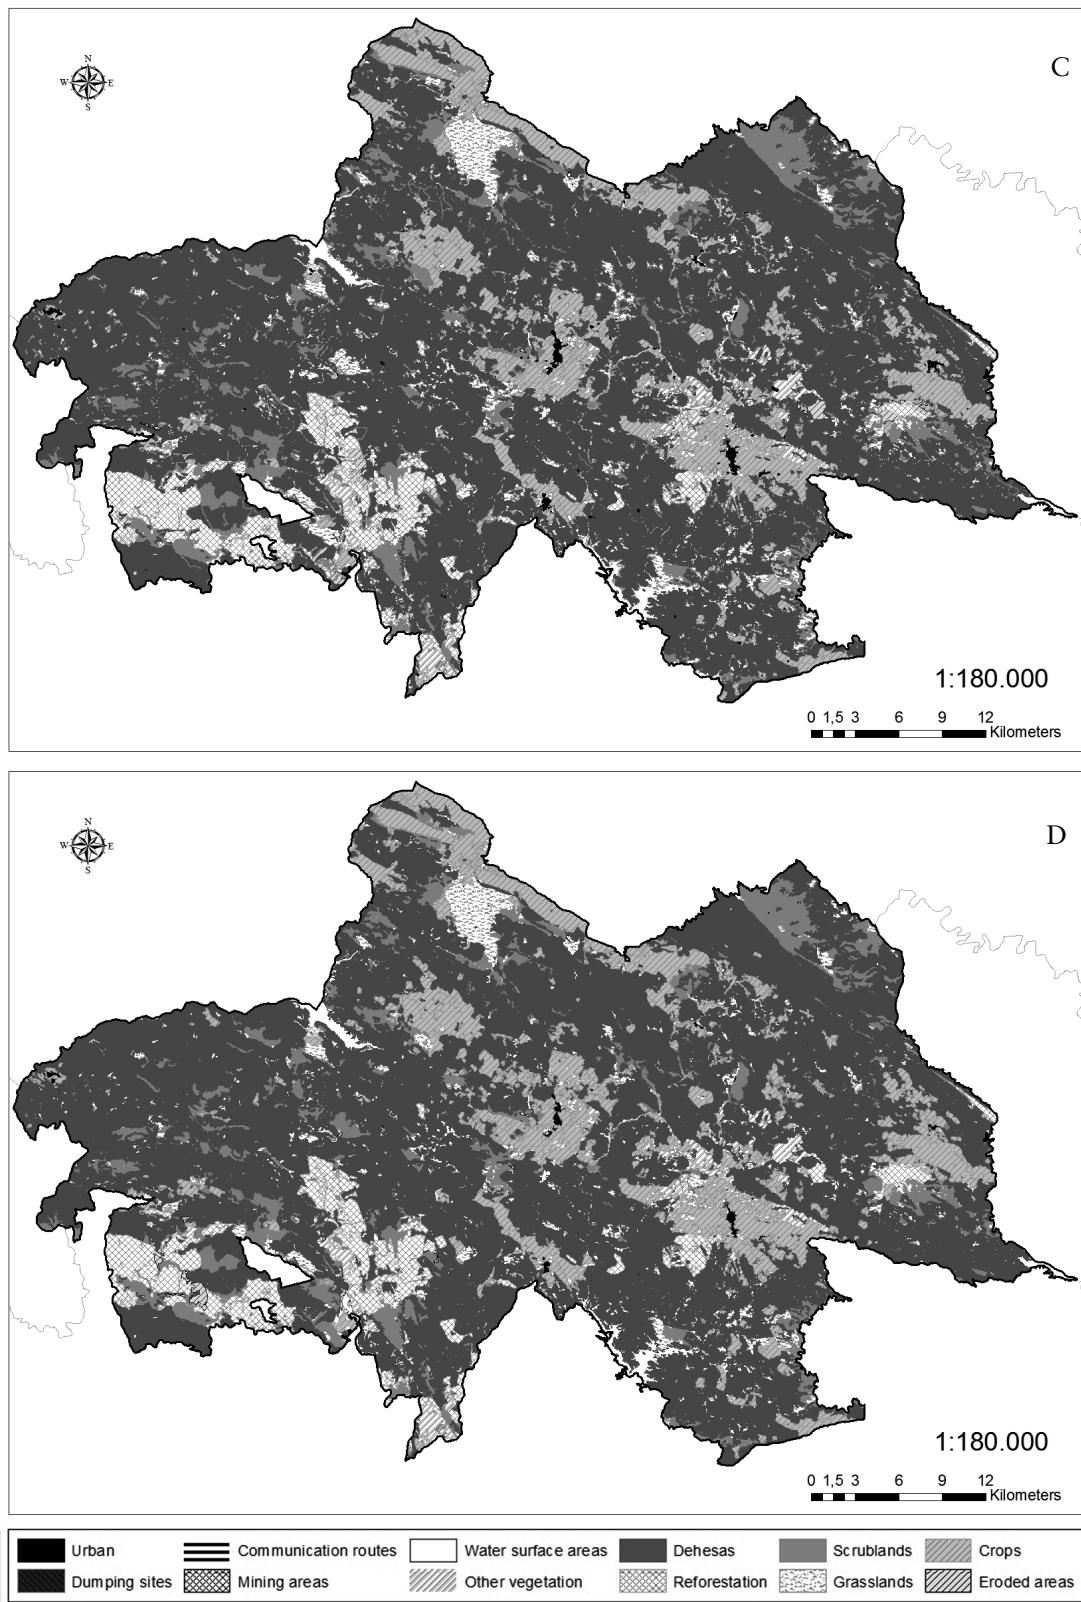 C
N
W E
S
1:180.000
0 1,5 3 6 9 12
Kilometers
D
N
W E
S
1:180.000
0 1,5 3 6 9 12
Kilometers
Urban Communication routes Water surface areas Dehesas Scrublands Crops
Dumping sites Mining areas Other vegetation Reforestation Grasslands Eroded areas